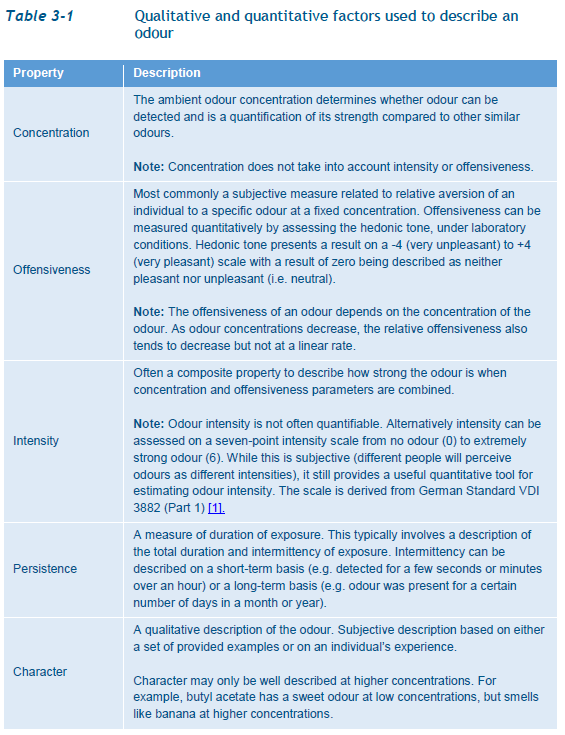 Table 3-1 Qualitative and quantitative factors used to describe an
odour
Property Description
Concentration
The ambient odour concentration determines whether odour can be
detected and is a quantification of its strength compared to other similar
odours.
Note: Concentration does not take into account intensity or offensiveness.
Offensiveness
Most commonly a subjective measure related to relative aversion of an
individual to a specific odour at a fixed concentration. Offensiveness can be
measured quantitatively by assessing the hedonic tone, under laboratory
conditions. Hedonic tone presents a result on a -4 (very unpleasant) to +4
(very pleasant) scale with a result of zero being described as neither
pleasant nor unpleasant (i.e. neutral).
Note: The offensiveness of an odour depends on the concentration of the
odour. As odour concentrations decrease, the relative offensiveness also
tends to decrease but not at a linear rate.
Intensity
Often a composite property to describe how strong the odour is when
concentration and offensiveness parameters are combined.
Note: Odour intensity is not often quantifiable. Alternatively intensity can be
assessed on a seven-point intensity scale from no odour (0) to extremely
strong odour (6). While this is subjective (different people will perceive
odours as different intensities), it still provides a useful quantitative tool for
estimating odour intensity. The scale is derived from German Standard VDI
3882 (Part 1) [1].
Persistence
A measure of duration of exposure. This typically involves a description of
the total duration and intermittency of exposure. Intermittency can be
described on a short-term basis (e.g. detected for a few seconds or minutes
over an hour) or a long-term basis (e.g. odour was present for a certain
number of days in a month or year).
Character
A qualitative description of the odour. Subjective description based on either
a set of provided examples or on an individual's experience.
Character may only be well described at higher concentrations. For
example, butyl acetate has a sweet odour at low concentrations, but smells
like banana at higher concentrations.